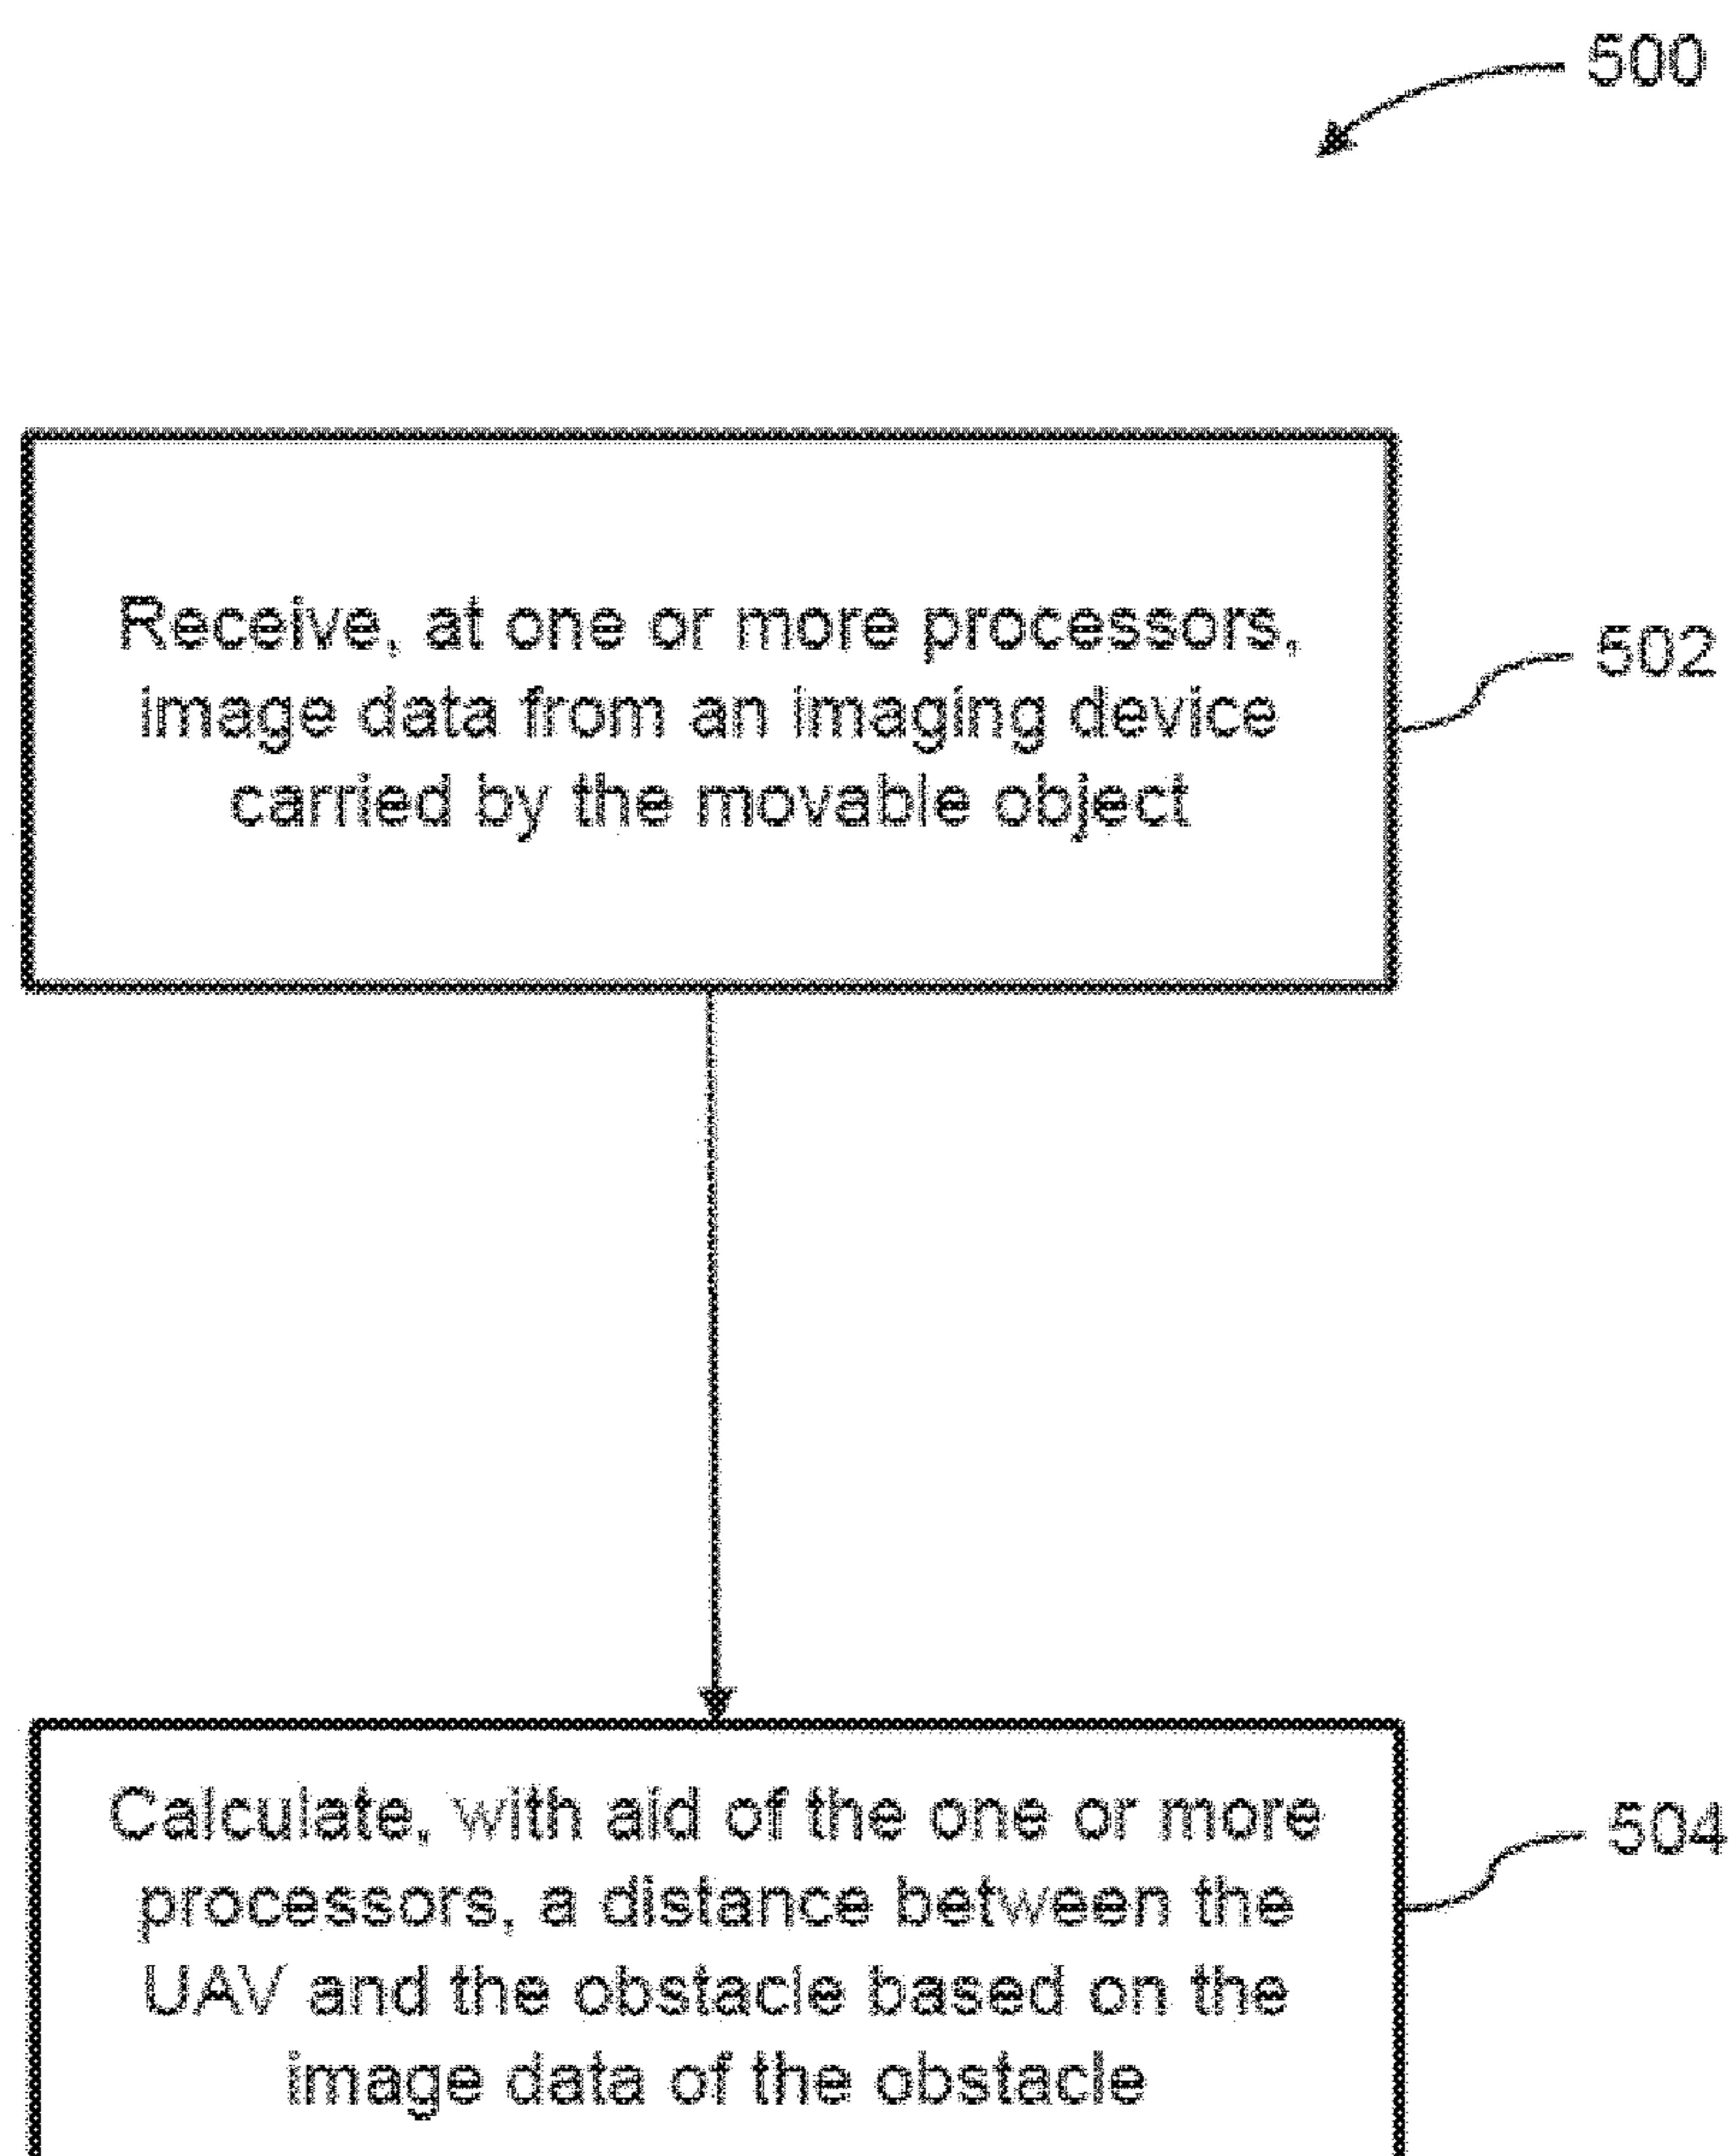 500
Receive, at one or more processors,
image data from an imaging device
carried by the movable object
502
Calculate, with aid of the one or more
processors, a distance between the
UAV and the obstacle based on the
image data of the obstacle
504